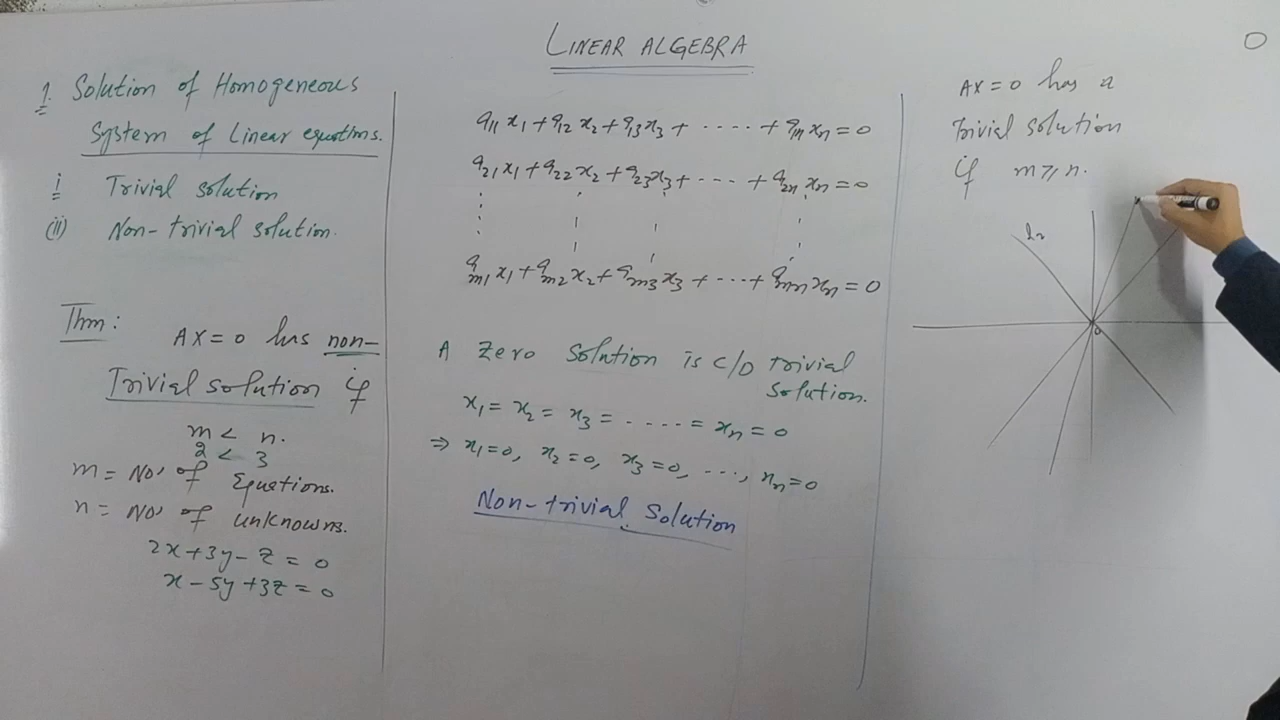 LINEAR ALGEBRA
1. Solution of Homogeneous
System of Linear equations.
i Trivial solution
(ii) Non-trivial solution.
Thm: AX=0 has non-
Trivial solution if
m < n.
2 < 3
m = No. of Equations.
n = No. of unknowns.
2x+3y-z=0
x-5y+3z=0
a11 x1 + a12 x2 + a13 x3 + ..... + a1n xn = 0
a21 x1 + a22 x2 + a23 x3 + .... + a2n xn = 0
am1 x1 + am2 x2 + am3 x3 + .... + amn xn = 0
A zero solution is c/D trivial
solution.
x1 = x2 = x3 = ..... = xn = 0
⇒ x1=0, x2=0, x3=0, ..., xn=0
Non-trivial Solution
AX=0 has a
trivial solution
if m ≥ n.
l2
0